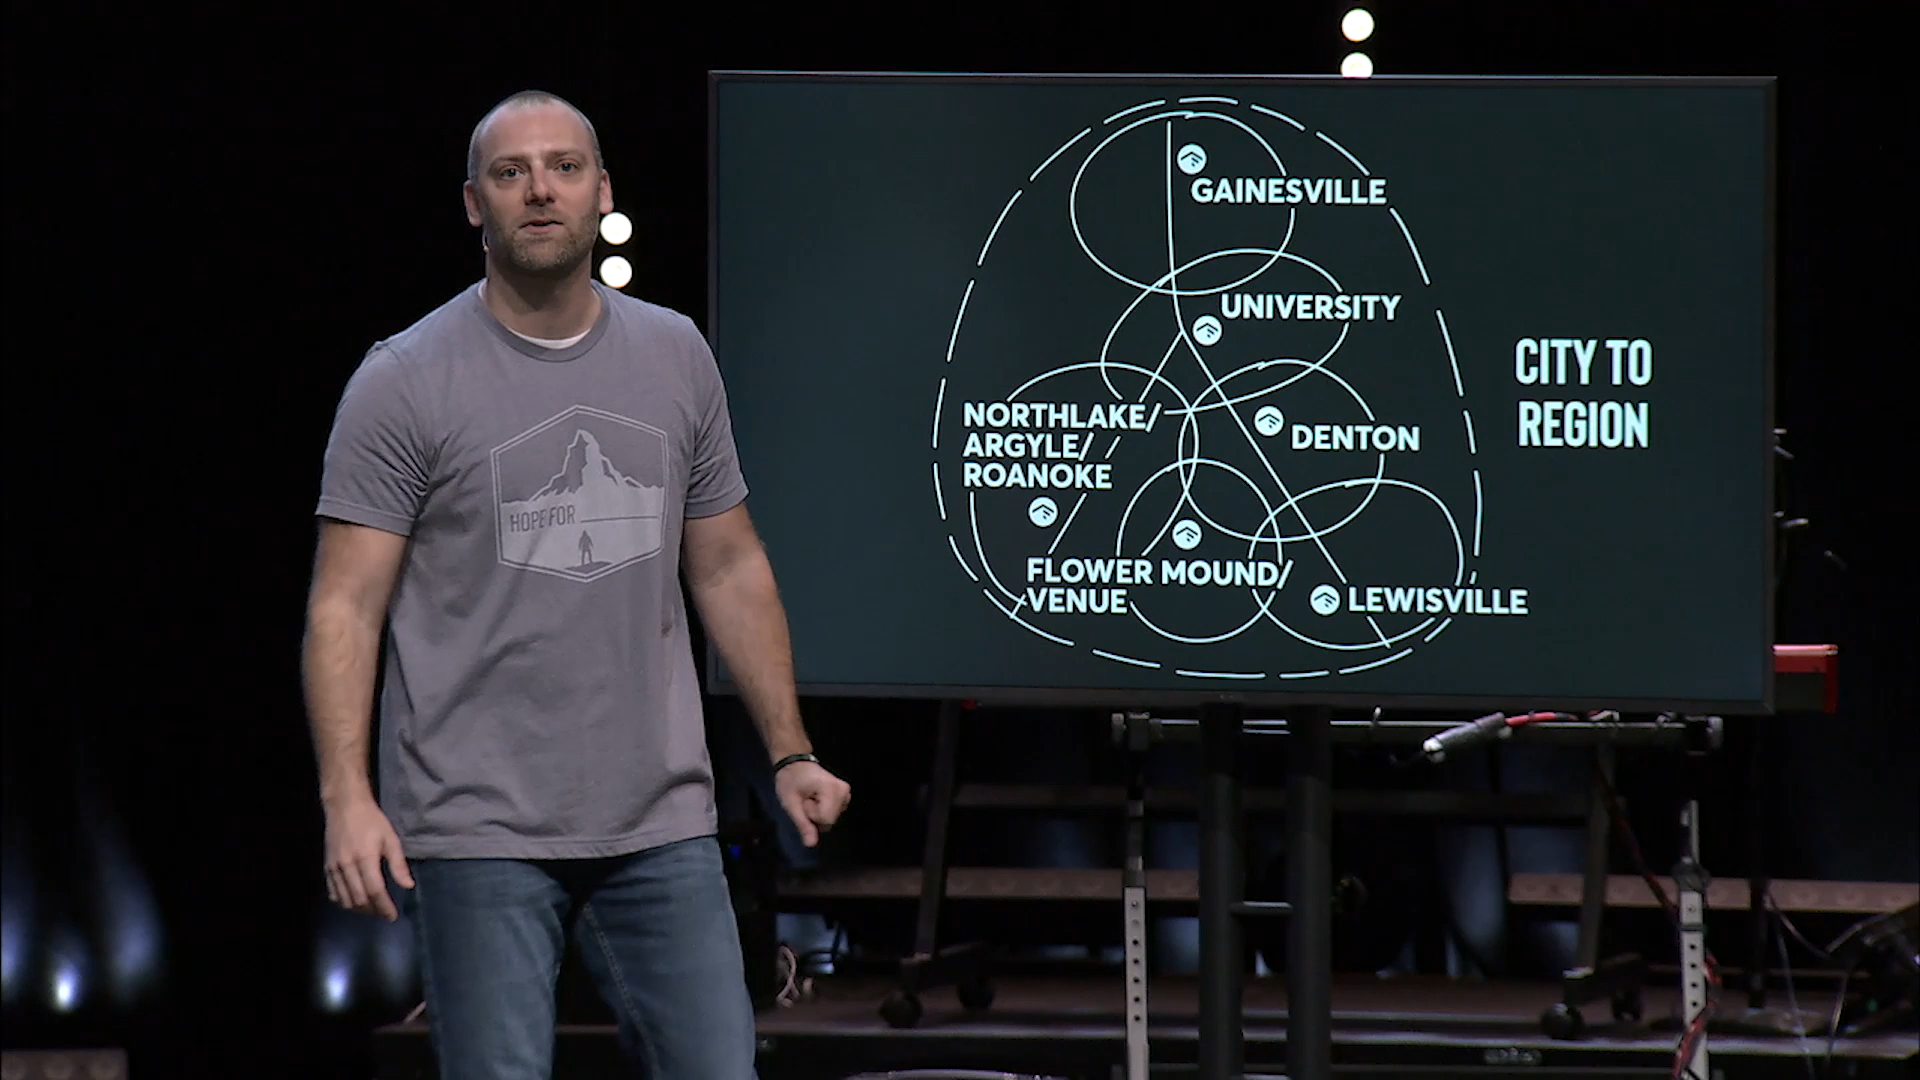 HOPE FOR
GAINESVILLE
UNIVERSITY
NORTHLAKE/
ARGYLE/
ROANOKE
DENTON
FLOWER MOUND/
VENUE
LEWISVILLE
CITY TO
REGION